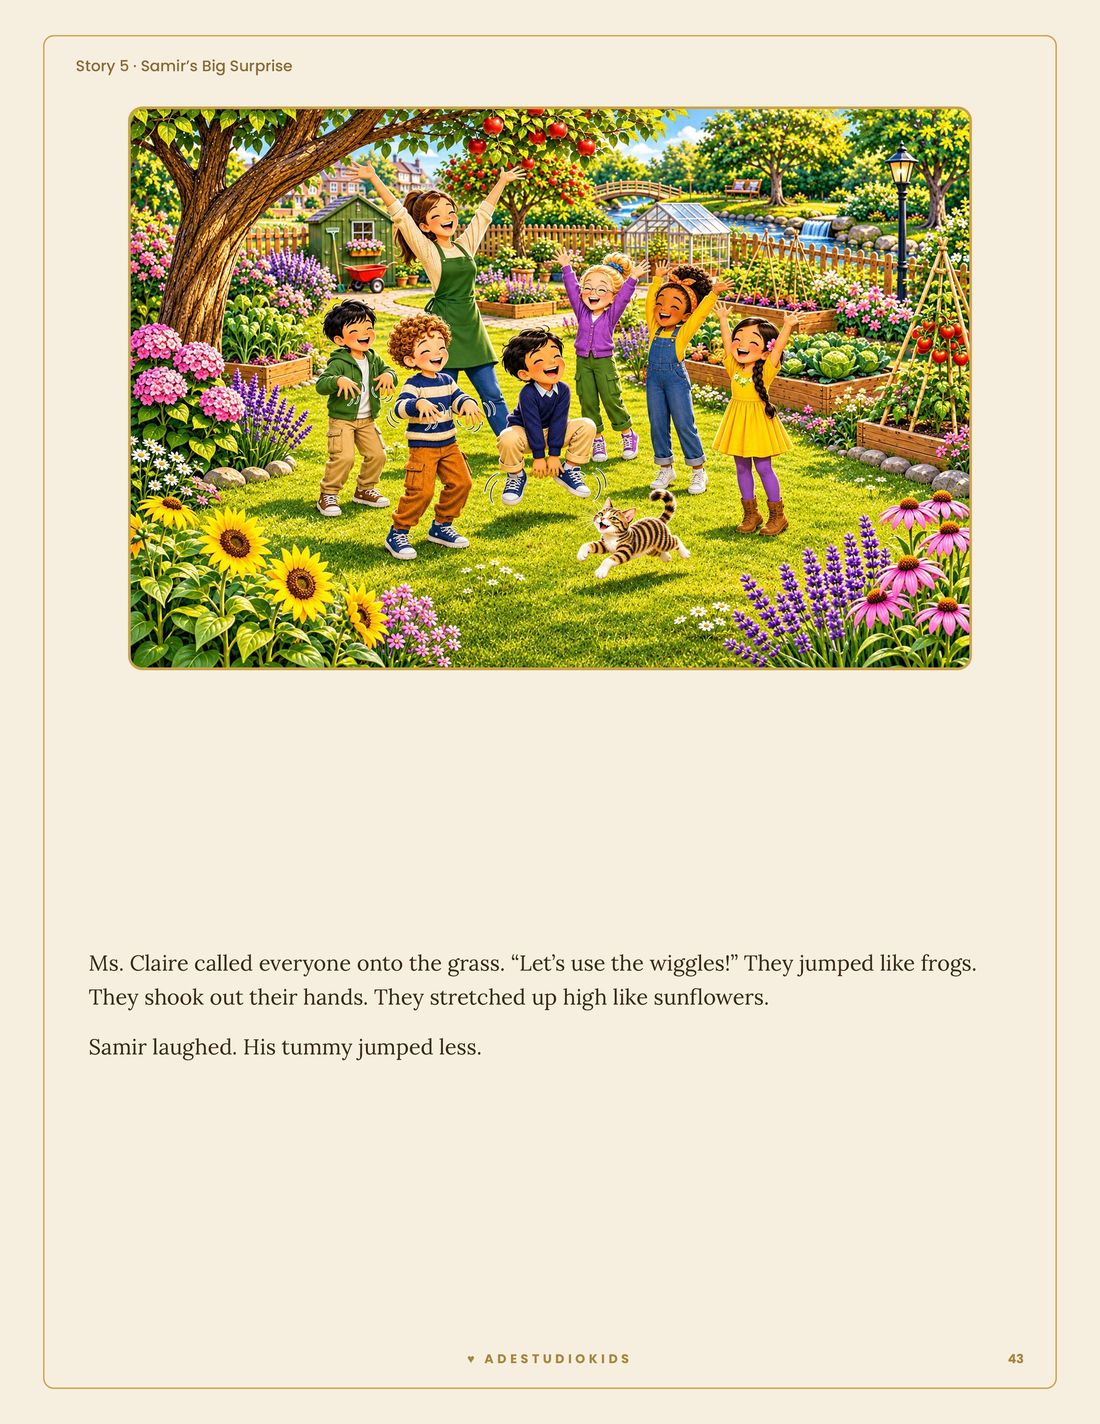 Story 5 · Samir’s Big Surprise
Ms. Claire called everyone onto the grass. “Let’s use the wiggles!” They jumped like frogs.
They shook out their hands. They stretched up high like sunflowers.
Samir laughed. His tummy jumped less.
♥ ADESTUDIOKIDS
43